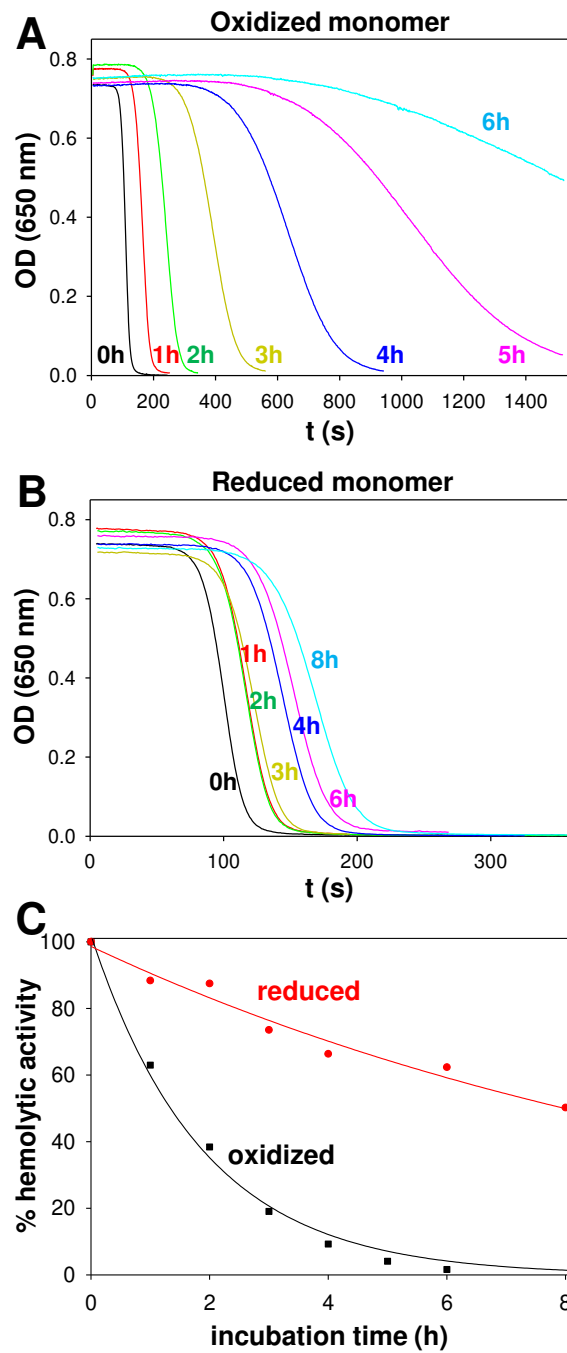 A
Oxidized monomer
0.8
0.6
0.4
0.2
0.0
OD (650 nm)
0h
1h
2h
3h
4h
5h
6h
0
200
400
600
800
1000
1200
1400
t (s)
B
Reduced monomer
0.8
0.6
0.4
0.2
0.0
OD (650 nm)
0h
1h
2h
3h
4h
6h
8h
0
100
200
300
t (s)
C
100
80
60
40
20
0
% hemolytic activity
reduced
oxidized
0
2
4
6
8
incubation time (h)